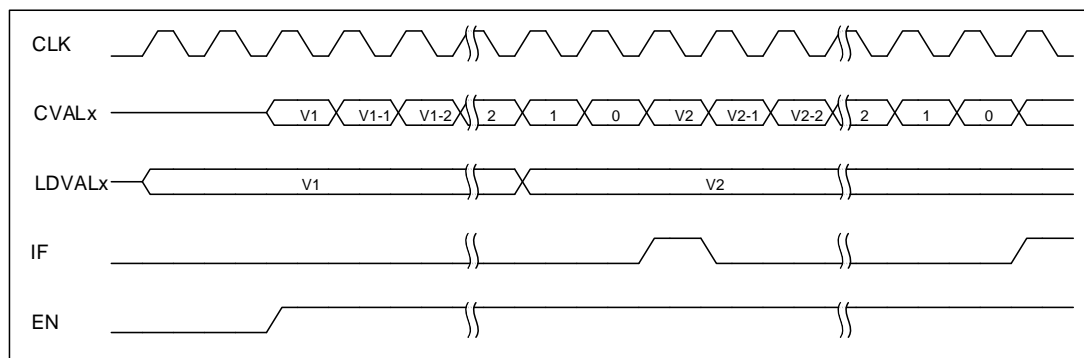 CLK
CVALx V1 V1-1 V1-2 2 1 0 V2 V2-1 V2-2 2 1 0
LDVALx V1 V2
IF
EN